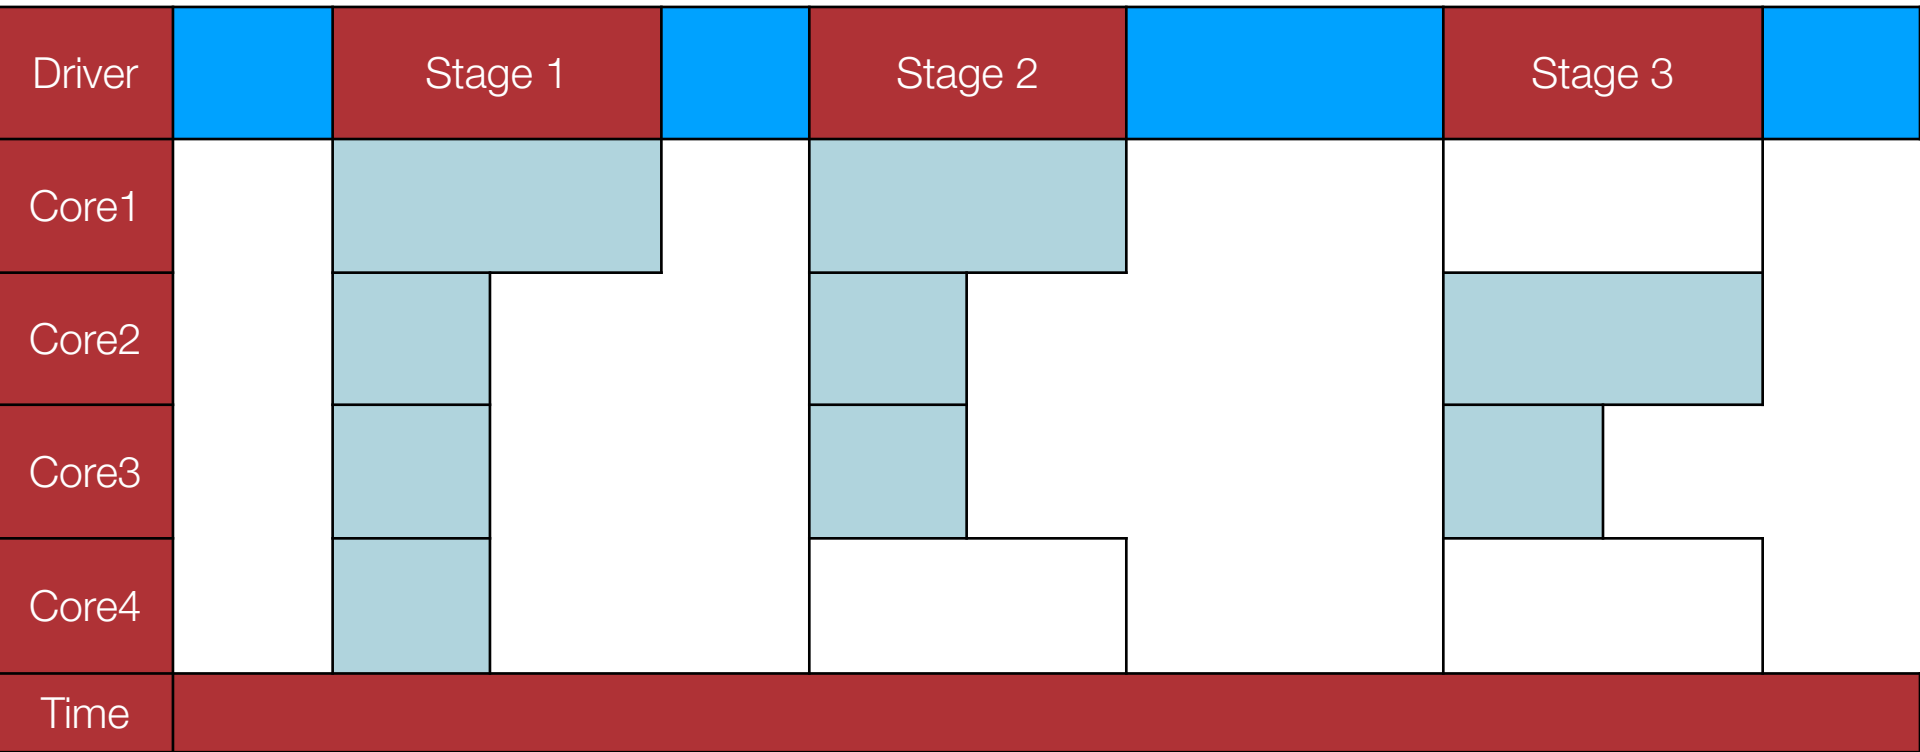 Driver
Stage 1
Stage 2
Stage 3
Core1
Core2
Core3
Core4
Time